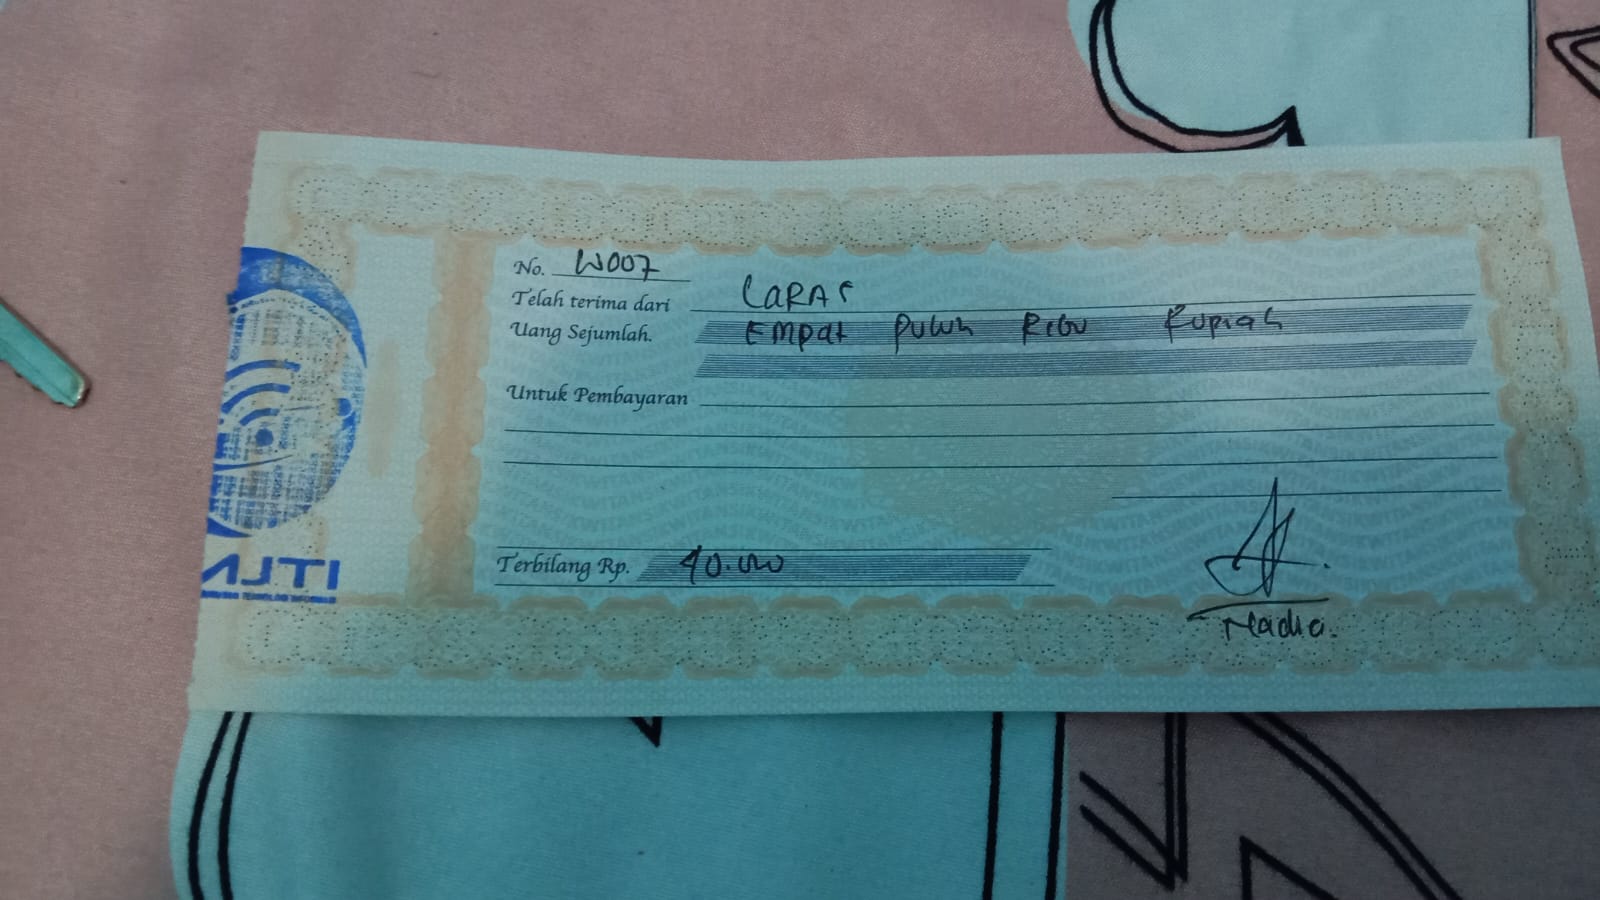 No. W007
Telah terima dari LARAS
Uang Sejumlah. Empat puluh Ribu Rupiah
Untuk Pembayaran
Terbilang Rp. 40.000
Nadia.
ITLN